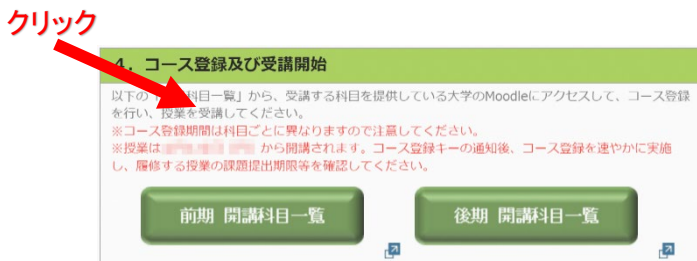 クリック
4．コース登録及び受講開始
以下の「 科目一覧」から、受講する科目を提供している大学のMoodleにアクセスして、コース登録
を行い、授業を受講してください。
※コース登録期間は科目ごとに異なりますので注意してください。
※授業は から開講されます。コース登録キーの通知後、コース登録を速やかに実施
し、履修する授業の課題提出期限等を確認してください。
前期 開講科目一覧
後期 開講科目一覧